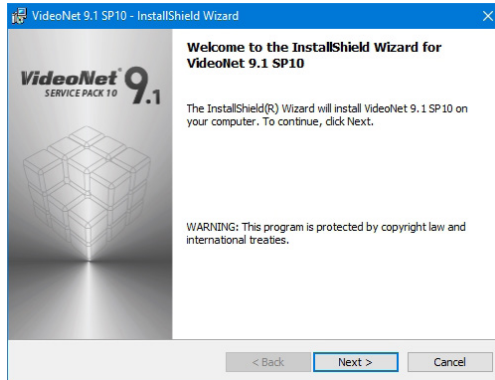 VideoNet 9.1 SP10 - InstallShield Wizard
Welcome to the InstallShield Wizard for
VideoNet 9.1 SP10
VideoNet 9.1
SERVICE PACK 10
The InstallShield(R) Wizard will install VideoNet 9.1 SP10 on
your computer. To continue, click Next.
WARNING: This program is protected by copyright law and
international treaties.
< Back Next > Cancel